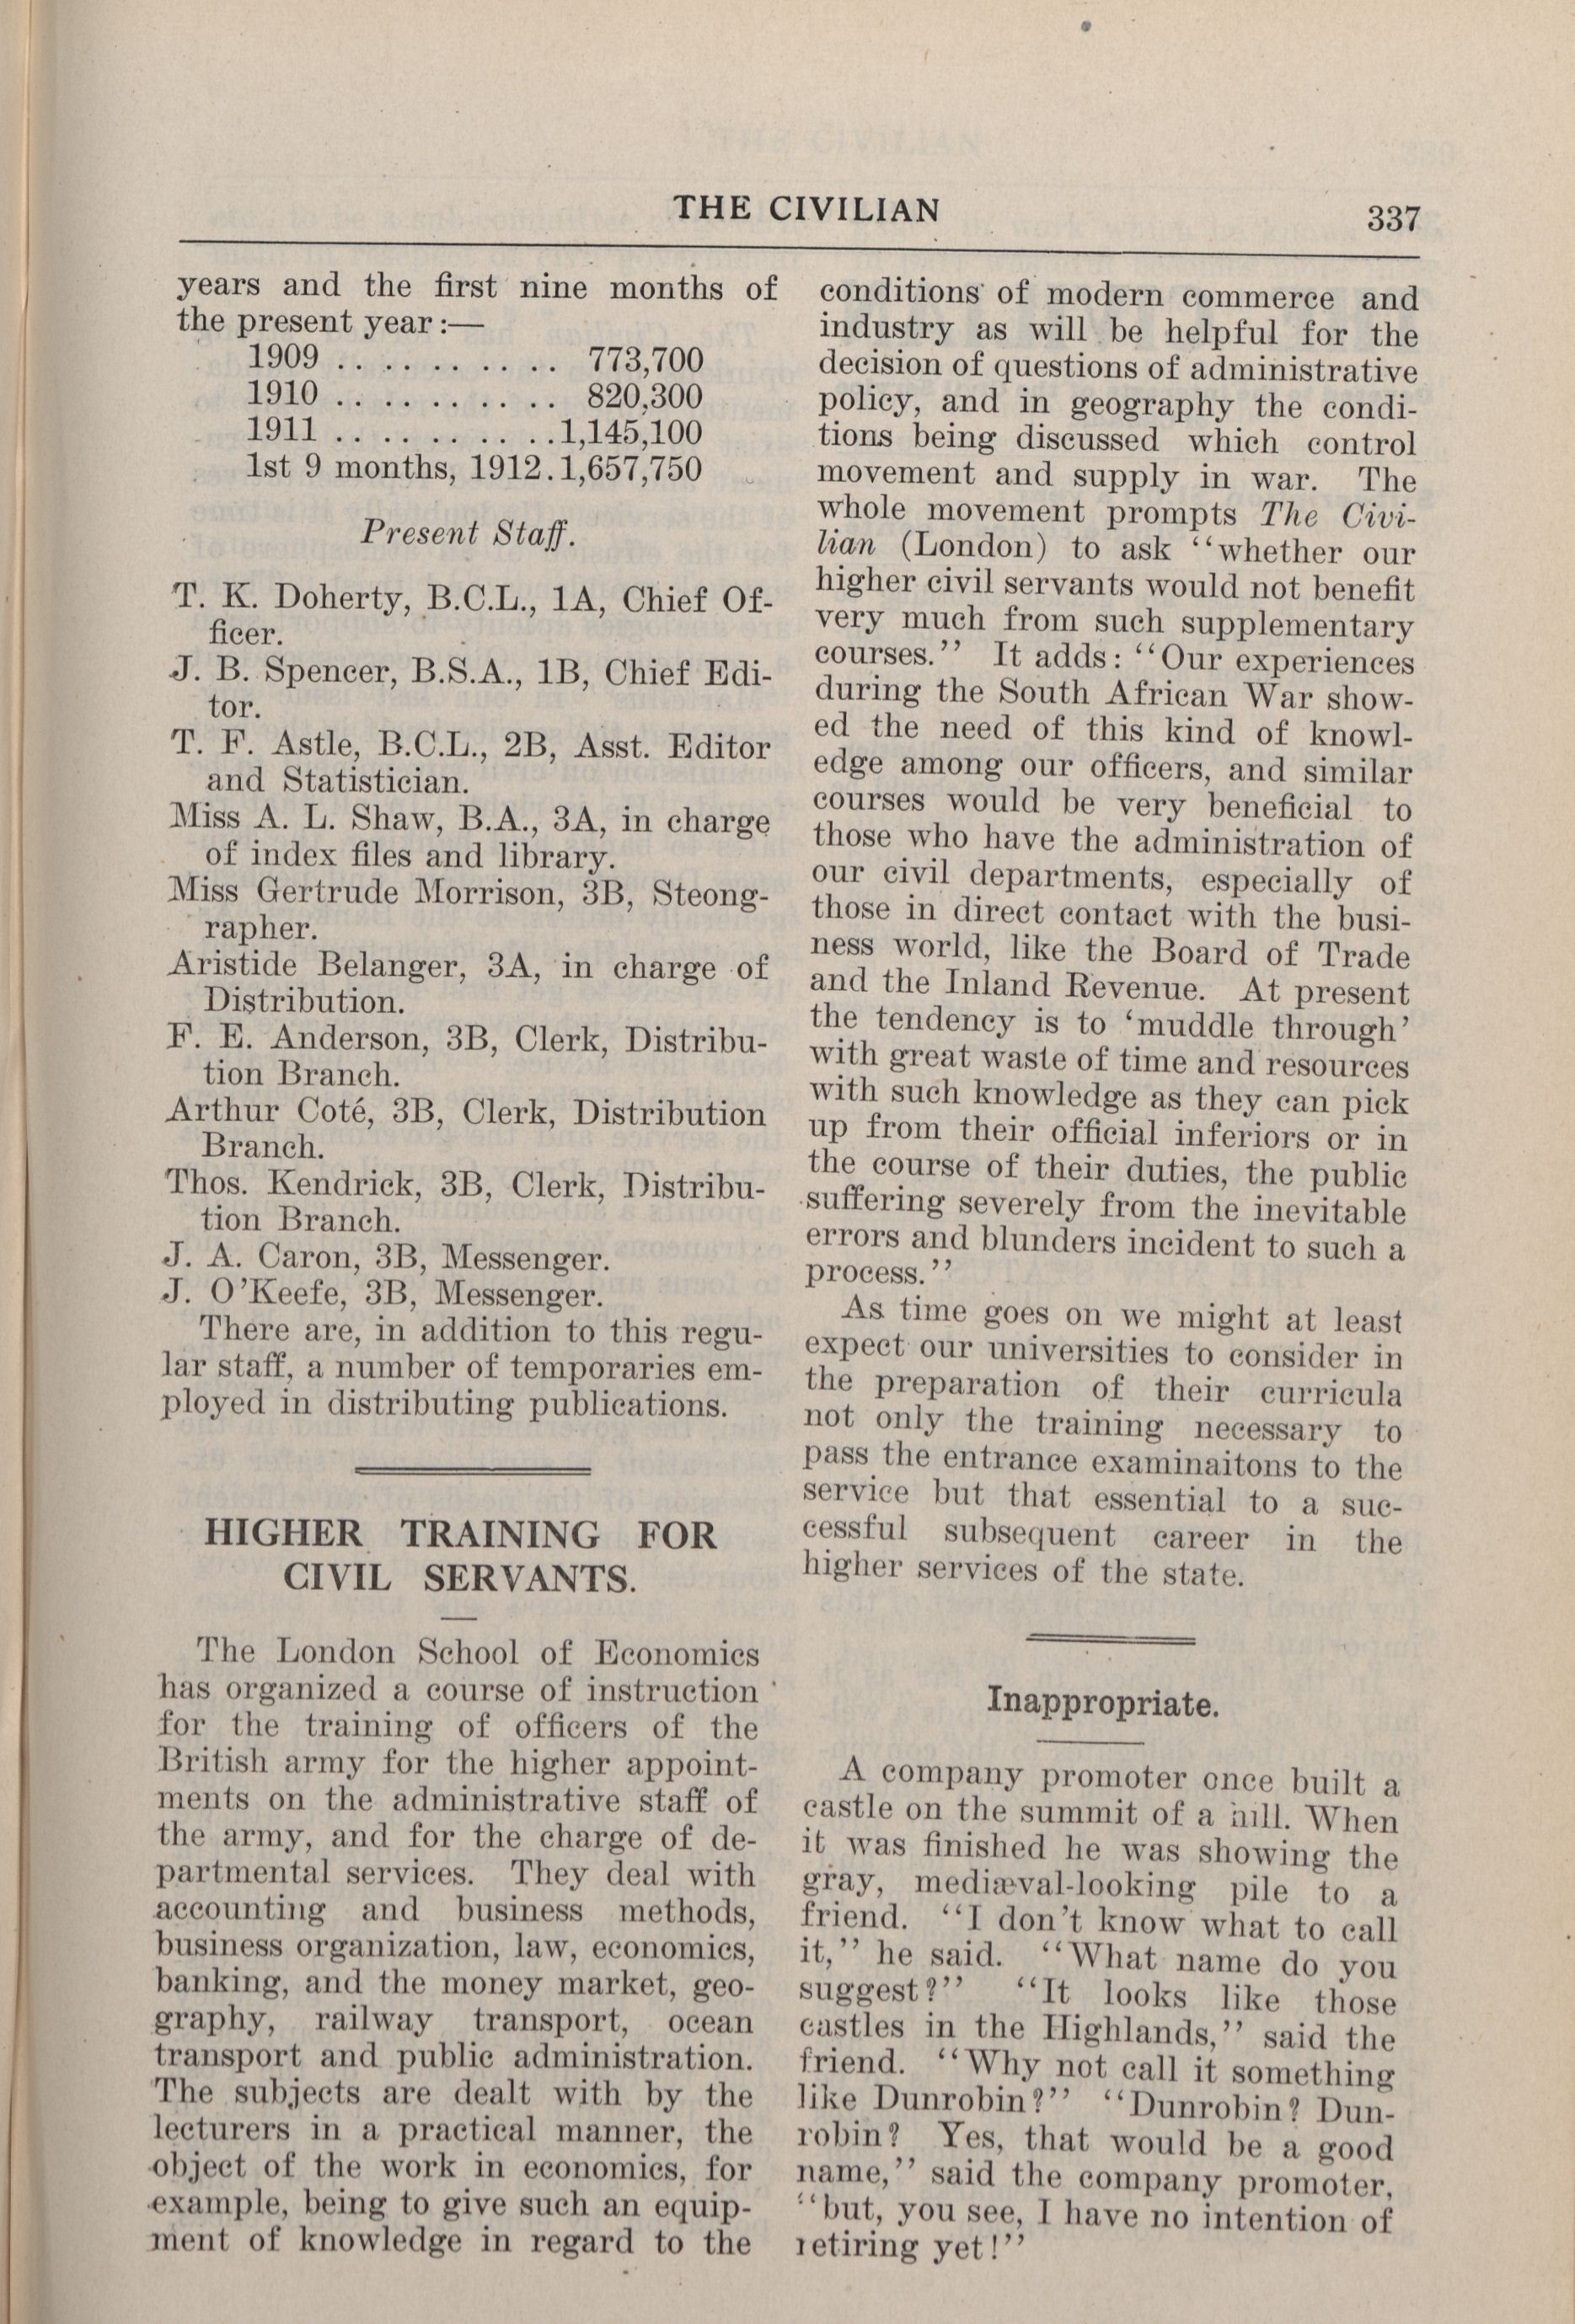 THE CIVILIAN
337
years and the first nine months of
the present year:—
1909 . . . . . . . . . . 773,700
1910 . . . . . . . . . . 820,300
1911 . . . . . . . . . . 1,145,100
1st 9 months, 1912. 1,657,750
Present Staff.
T. K. Doherty, B.C.L., 1A, Chief Of-
ficer.
J. B. Spencer, B.S.A., 1B, Chief Edi-
tor.
T. F. Astle, B.C.L., 2B, Asst. Editor
and Statistician.
Miss A. L. Shaw, B.A., 3A, in charge
of index files and library.
Miss Gertrude Morrison, 3B, Steong-
rapher.
Aristide Belanger, 3A, in charge of
Distribution.
F. E. Anderson, 3B, Clerk, Distribu-
tion Branch.
Arthur Coté, 3B, Clerk, Distribution
Branch.
Thos. Kendrick, 3B, Clerk, Distribu-
tion Branch.
J. A. Caron, 3B, Messenger.
J. O'Keefe, 3B, Messenger.
There are, in addition to this regu-
lar staff, a number of temporaries em-
ployed in distributing publications.
HIGHER TRAINING FOR
CIVIL SERVANTS.
The London School of Economics
has organized a course of instruction
for the training of officers of the
British army for the higher appoint-
ments on the administrative staff of
the army, and for the charge of de-
partmental services. They deal with
accounting and business methods,
business organization, law, economics,
banking, and the money market, geo-
graphy, railway transport, ocean
transport and public administration.
The subjects are dealt with by the
lecturers in a practical manner, the
object of the work in economics, for
example, being to give such an equip-
ment of knowledge in regard to the
conditions of modern commerce and
industry as will be helpful for the
decision of questions of administrative
policy, and in geography the condi-
tions being discussed which control
movement and supply in war. The
whole movement prompts The Civi-
lian (London) to ask "whether our
higher civil servants would not benefit
very much from such supplementary
courses." It adds: "Our experiences
during the South African War show-
ed the need of this kind of knowl-
edge among our officers, and similar
courses would be very beneficial to
those who have the administration of
our civil departments, especially of
those in direct contact with the busi-
ness world, like the Board of Trade
and the Inland Revenue. At present
the tendency is to 'muddle through'
with great waste of time and resources
with such knowledge as they can pick
up from their official inferiors or in
the course of their duties, the public
suffering severely from the inevitable
errors and blunders incident to such a
process."
As time goes on we might at least
expect our universities to consider in
the preparation of their curricula
not only the training necessary to
pass the entrance examinaitons to the
service but that essential to a suc-
cessful subsequent career in the
higher services of the state.
Inappropriate.
A company promoter once built a
castle on the summit of a hill. When
it was finished he was showing the
gray, mediæval-looking pile to a
friend. "I don't know what to call
it," he said. "What name do you
suggest?" "It looks like those
castles in the Highlands," said the
friend. "Why not call it something
like Dunrobin?" "Dunrobin? Dun-
robin? Yes, that would be a good
name," said the company promoter,
"but, you see, I have no intention of
retiring yet!"